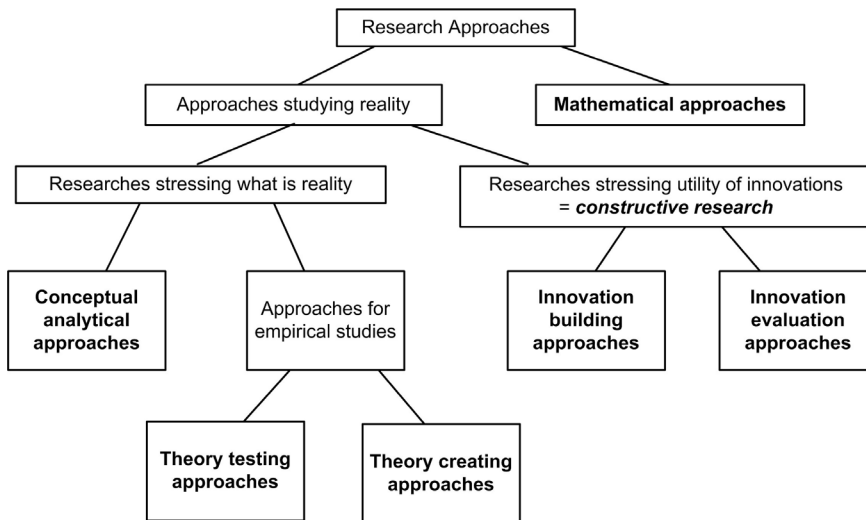 Research Approaches
Approaches studying reality
Mathematical approaches
Researches stressing what is reality
Researches stressing utility of innovations
= constructive research
Conceptual
analytical
approaches
Approaches for
empirical studies
Innovation
building
approaches
Innovation
evaluation
approaches
Theory testing
approaches
Theory creating
approaches